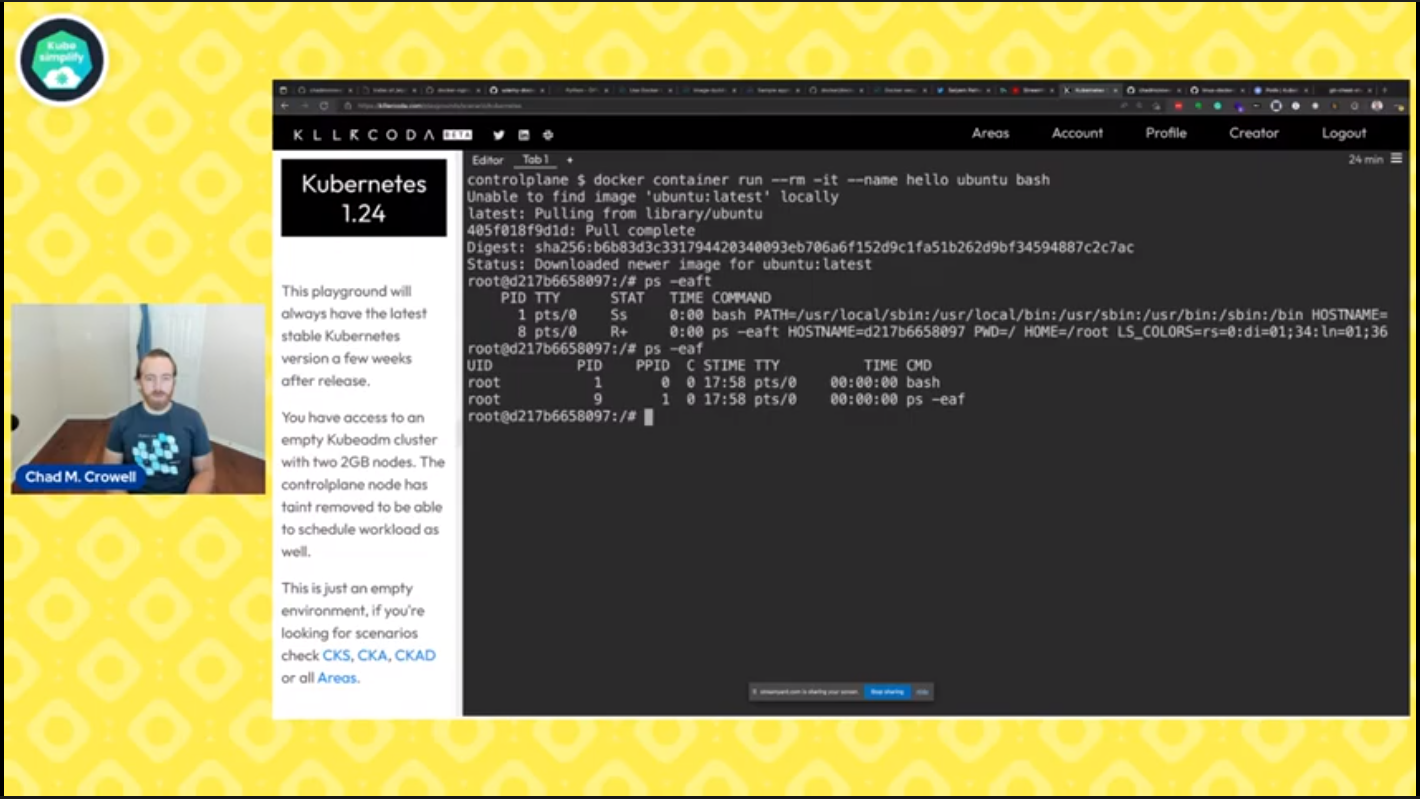 Kube
simplify
https://killercoda.com/playgrounds/scenario/kubernetes
KLLRCODA BETA
Areas Account Profile Creator Logout
Kubernetes
1.24
This playground will
always have the latest
stable Kubernetes
version a few weeks
after release.
You have access to an
empty Kubeadm cluster
with two 2GB nodes. The
controlplane node has
taint removed to be able
to schedule workload as
well.
This is just an empty
environment, if you're
looking for scenarios
check CKS, CKA, CKAD
or all Areas.
Editor Tab 1 +
24 min
controlplane $ docker container run --rm -it --name hello ubuntu bash
Unable to find image 'ubuntu:latest' locally
latest: Pulling from library/ubuntu
405f018f9d1d: Pull complete
Digest: sha256:b6b83d3c331794420340093eb706a6f152d9c1fa51b262d9bf34594887c2c7ac
Status: Downloaded newer image for ubuntu:latest
root@d217b6658097:/# ps -eaft
PID TTY STAT TIME COMMAND
1 pts/0 Ss 0:00 bash PATH=/usr/local/sbin:/usr/local/bin:/usr/sbin:/usr/bin:/sbin:/bin HOSTNAME=
8 pts/0 R+ 0:00 ps -eaft HOSTNAME=d217b6658097 PWD=/ HOME=/root LS_COLORS=rs=0:di=01;34:ln=01;36
root@d217b6658097:/# ps -eaf
UID PID PPID C STIME TTY TIME CMD
root 1 0 0 17:58 pts/0 00:00:00 bash
root 9 1 0 17:58 pts/0 00:00:00 ps -eaf
root@d217b6658097:/#
Chad M. Crowell
streamyard.com is sharing your screen. Stop sharing Hide